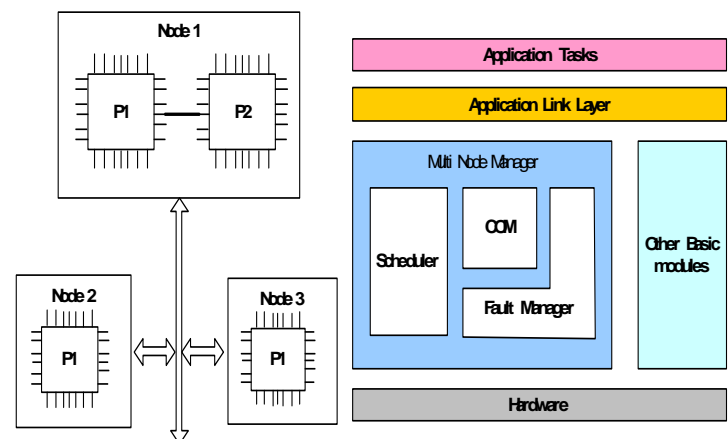 Node 1
P1
P2
Node 2
P1
Node 3
P1
Application Tasks
Application Link Layer
Multi Node Manager
Scheduler
COM
Fault Manager
Other Basic
modules
Hardware